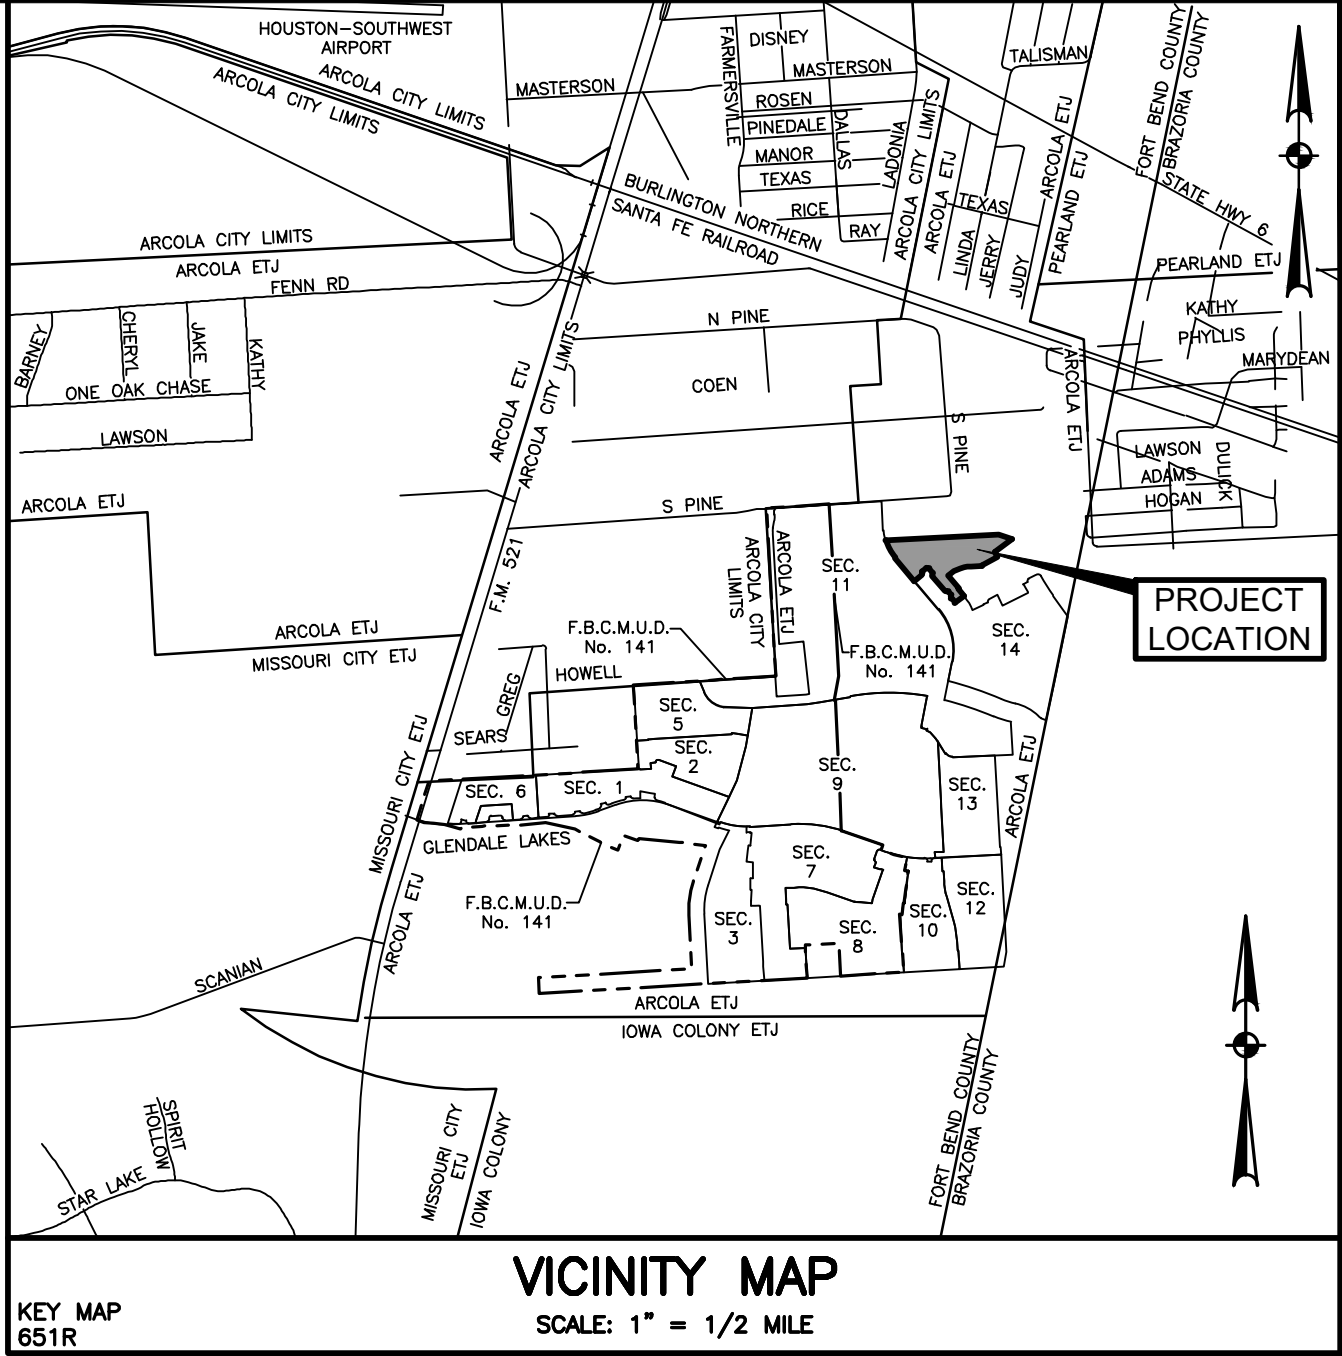 HOUSTON-SOUTHWEST
AIRPORT
ARCOLA CITY LIMITS
ARCOLA CITY LIMITS
MASTERSON
FARMERSVILLE
DISNEY
MASTERSON
ROSEN
PINEDALE
DALLAS
MANOR
TEXAS
RICE
RAY
LADONIA
ARCOLA CITY LIMITS
ARCOLA ETJ
TALISMAN
ARCOLA ETJ
PEARLAND ETJ
FORT BEND COUNTY
BRAZORIA COUNTY
STATE HWY 6
TEXAS
LINDA
JERRY
JUDY
BURLINGTON NORTHERN
SANTA FE RAILROAD
PEARLAND ETJ
KATHY
PHYLLIS
MARYDEAN
ARCOLA CITY LIMITS
ARCOLA ETJ
FENN RD
BARNEY
CHERYL
JAKE
KATHY
ONE OAK CHASE
LAWSON
N PINE
COEN
S PINE
S PINE
ARCOLA ETJ
ARCOLA CITY LIMITS
ARCOLA ETJ
LAWSON
ADAMS
HOGAN
DULICK
ARCOLA ETJ
F.M. 521
ARCOLA CITY
LIMITS
ARCOLA ETJ
SEC.
11
PROJECT
LOCATION
SEC.
14
ARCOLA ETJ
MISSOURI CITY ETJ
F.B.C.M.U.D.
No. 141
F.B.C.M.U.D.
No. 141
HOWELL
GREG
SEARS
SEC.
5
SEC.
2
SEC. 6
SEC. 1
SEC.
9
SEC.
13
ARCOLA ETJ
MISSOURI CITY ETJ
GLENDALE LAKES
SEC.
7
SEC.
12
SEC.
10
SEC.
8
SEC.
3
F.B.C.M.U.D.
No. 141
ARCOLA ETJ
SCANIAN
ARCOLA ETJ
IOWA COLONY ETJ
FORT BEND COUNTY
BRAZORIA COUNTY
MISSOURI CITY
ETJ
IOWA COLONY
SPIRIT
HOLLOW
STAR LAKE
VICINITY MAP
SCALE: 1" = 1/2 MILE
KEY MAP
651R